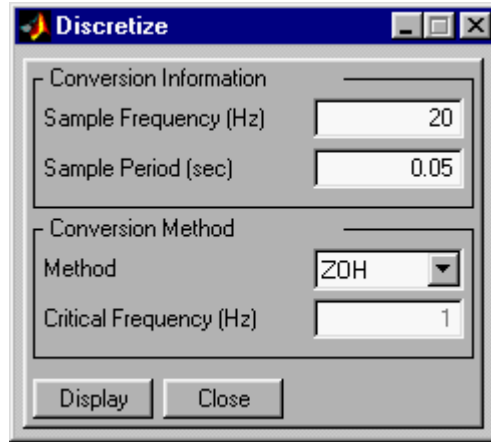 Discretize
Conversion Information
Sample Frequency (Hz) 20
Sample Period (sec) 0.05
Conversion Method
Method ZOH
Critical Frequency (Hz) 1
Display Close